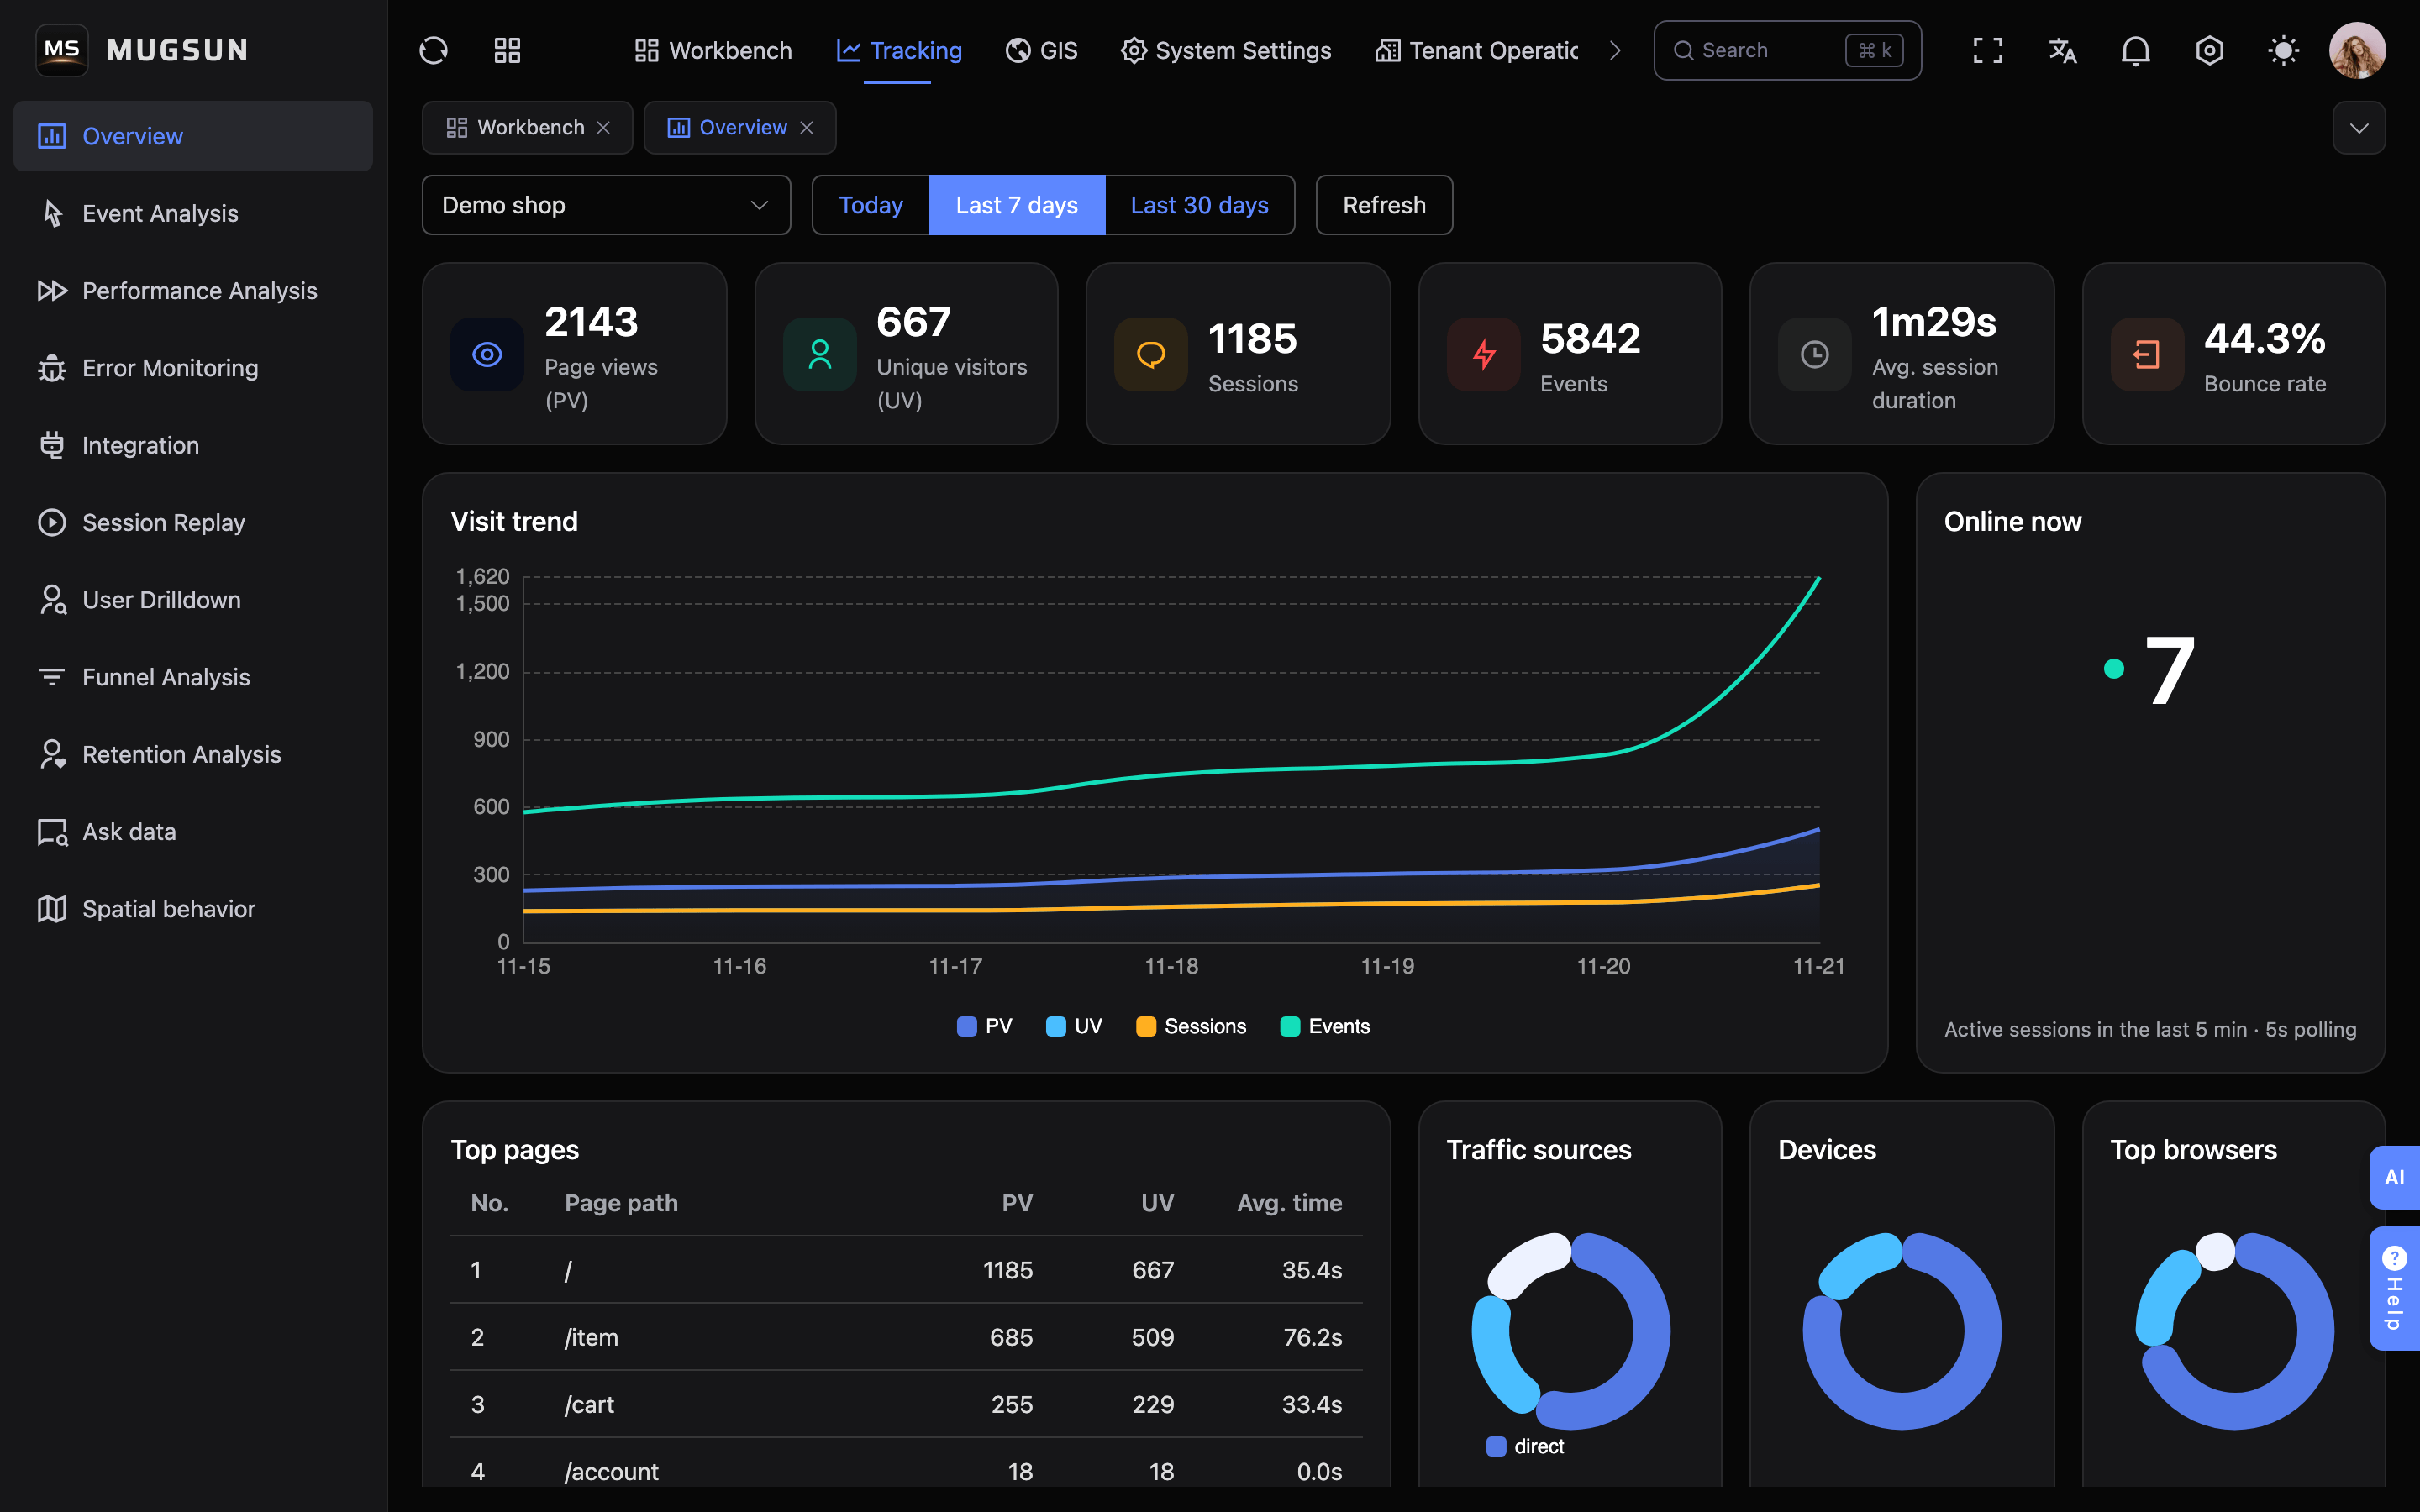 MS MUGSUN
Workbench
Tracking
GIS
System Settings
Tenant Operatic
Search
⌘ k
Overview
Event Analysis
Performance Analysis
Error Monitoring
Integration
Session Replay
User Drilldown
Funnel Analysis
Retention Analysis
Ask data
Spatial behavior
Workbench
Overview
Demo shop
Today
Last 7 days
Last 30 days
Refresh
2143
Page views
(PV)
667
Unique visitors
(UV)
1185
Sessions
5842
Events
1m29s
Avg. session
duration
44.3%
Bounce rate
Visit trend
1,620
1,500
1,200
900
600
300
0
11-15
11-16
11-17
11-18
11-19
11-20
11-21
PV
UV
Sessions
Events
Online now
7
Active sessions in the last 5 min · 5s polling
Top pages
No. Page path PV UV Avg. time
1 / 1185 667 35.4s
2 /item 685 509 76.2s
3 /cart 255 229 33.4s
4 /account 18 18 0.0s
Traffic sources
direct
Devices
Top browsers
AI
? Help